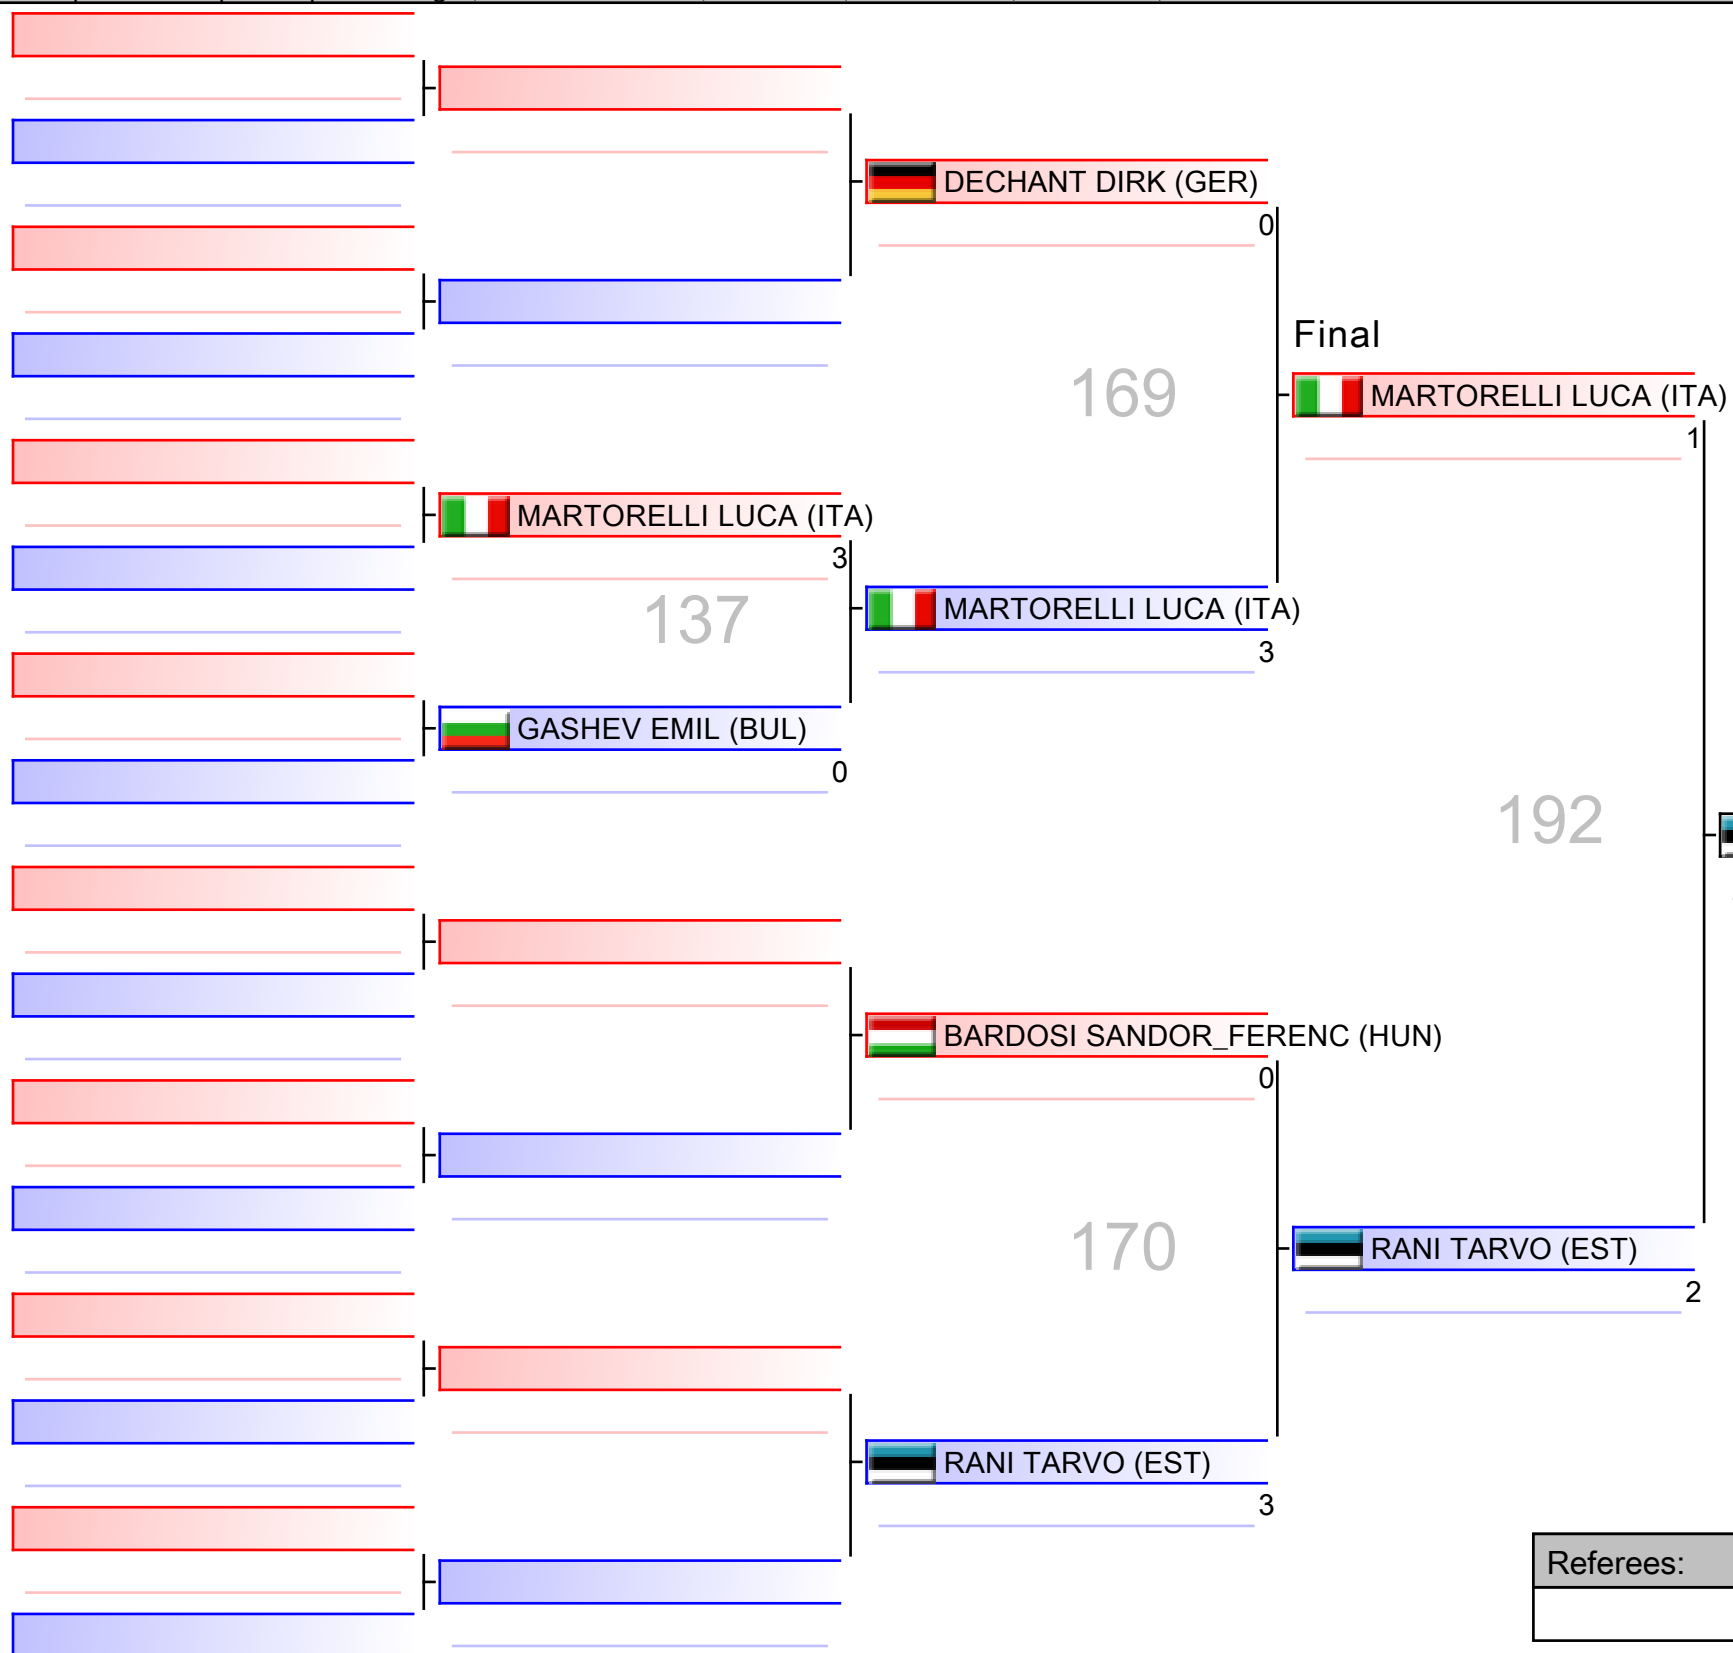 DECHANT DIRK (GER)
0
Final
169
MARTORELLI LUCA (ITA)
1
MARTORELLI LUCA (ITA)
3
137
MARTORELLI LUCA (ITA)
3
GASHEV EMIL (BUL)
0
192
BARDOSI SANDOR_FERENC (HUN)
0
170
RANI TARVO (EST)
2
RANI TARVO (EST)
3
Referees: